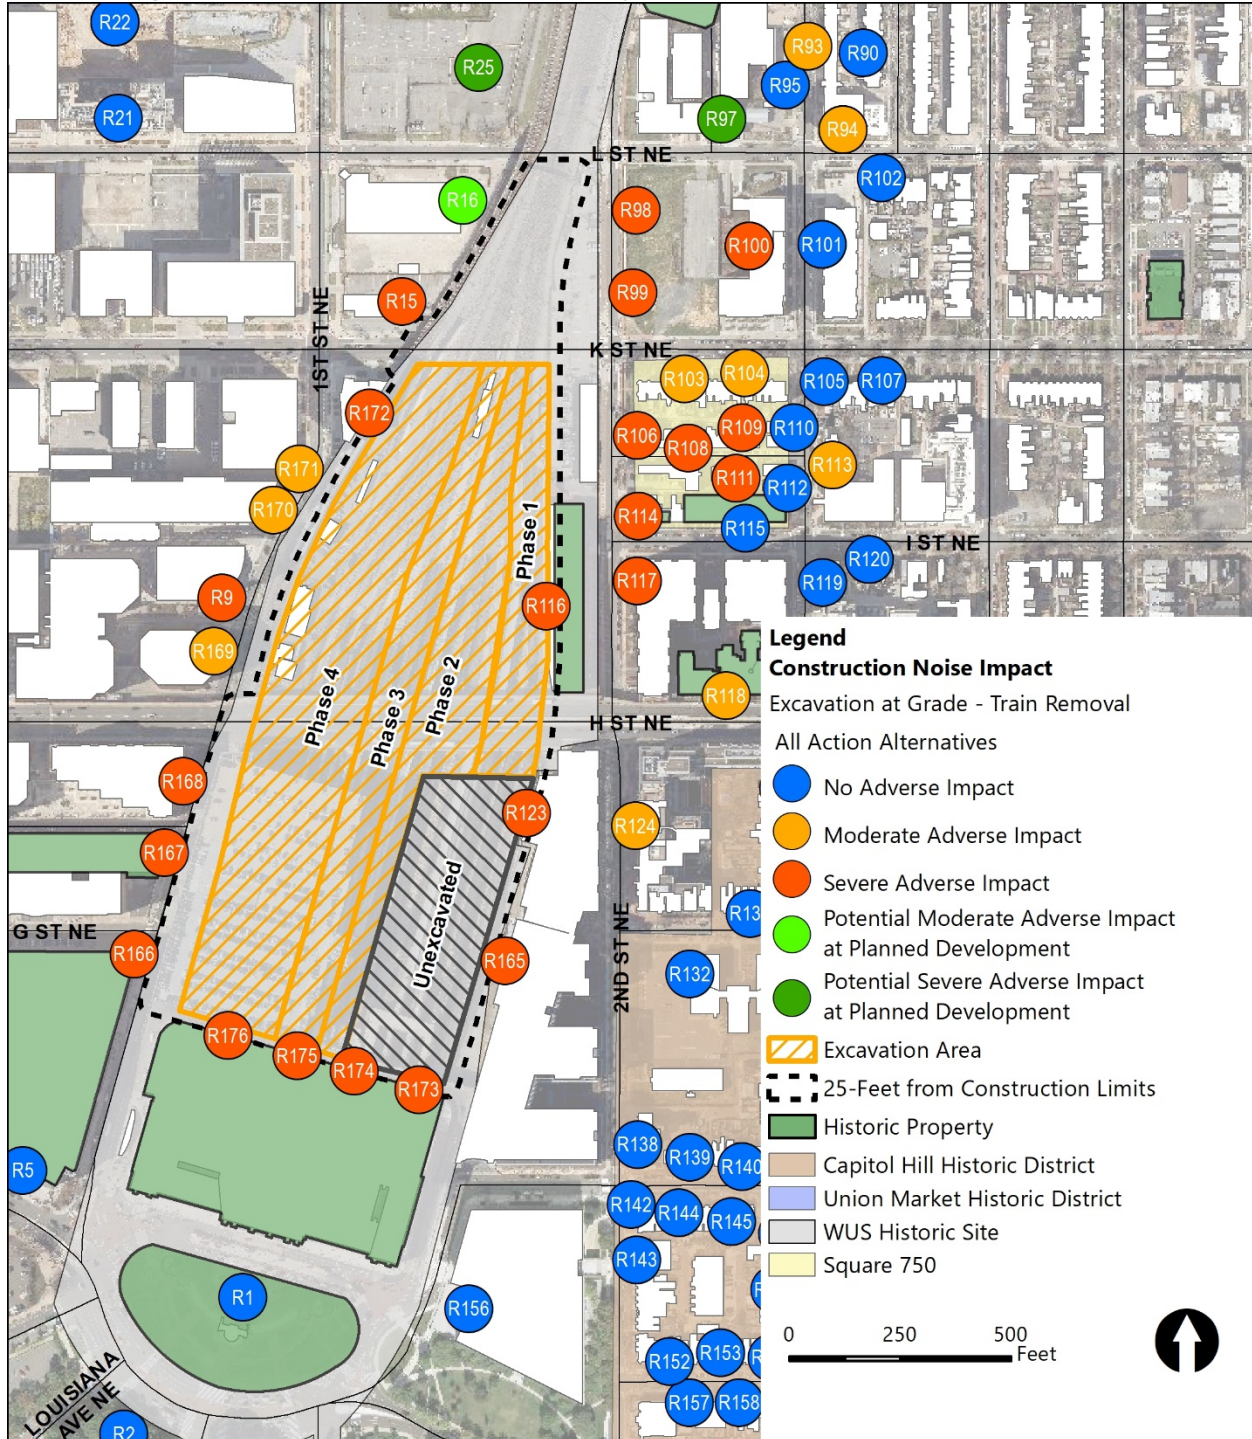 R22
R21
R25
R16
R93
R90
R95
R97
R94
L ST NE
R102
R98
R100
R101
R99
R15
1ST ST NE
K ST NE
R103
R104
R105
R107
R172
R106
R108
R109
R110
R171
R111
R112
R113
R170
R114
R115
I ST NE
R120
R119
R117
Phase 1
R116
R9
R169
Phase 4
Phase 3
Phase 2
R118
H ST NE
R168
R123
R124
R167
Unexcavated
G ST NE
R166
R165
2ND ST NE
R13
R132
R176
R175
R174
R173
R138
R139
R140
R142
R144
R145
R143
R5
R1
R156
R152
R153
R157
R158
LOUISIANA
AVE NE
R2
Legend
Construction Noise Impact
Excavation at Grade - Train Removal
All Action Alternatives
No Adverse Impact
Moderate Adverse Impact
Severe Adverse Impact
Potential Moderate Adverse Impact
at Planned Development
Potential Severe Adverse Impact
at Planned Development
Excavation Area
25-Feet from Construction Limits
Historic Property
Capitol Hill Historic District
Union Market Historic District
WUS Historic Site
Square 750
0 250 500
Feet